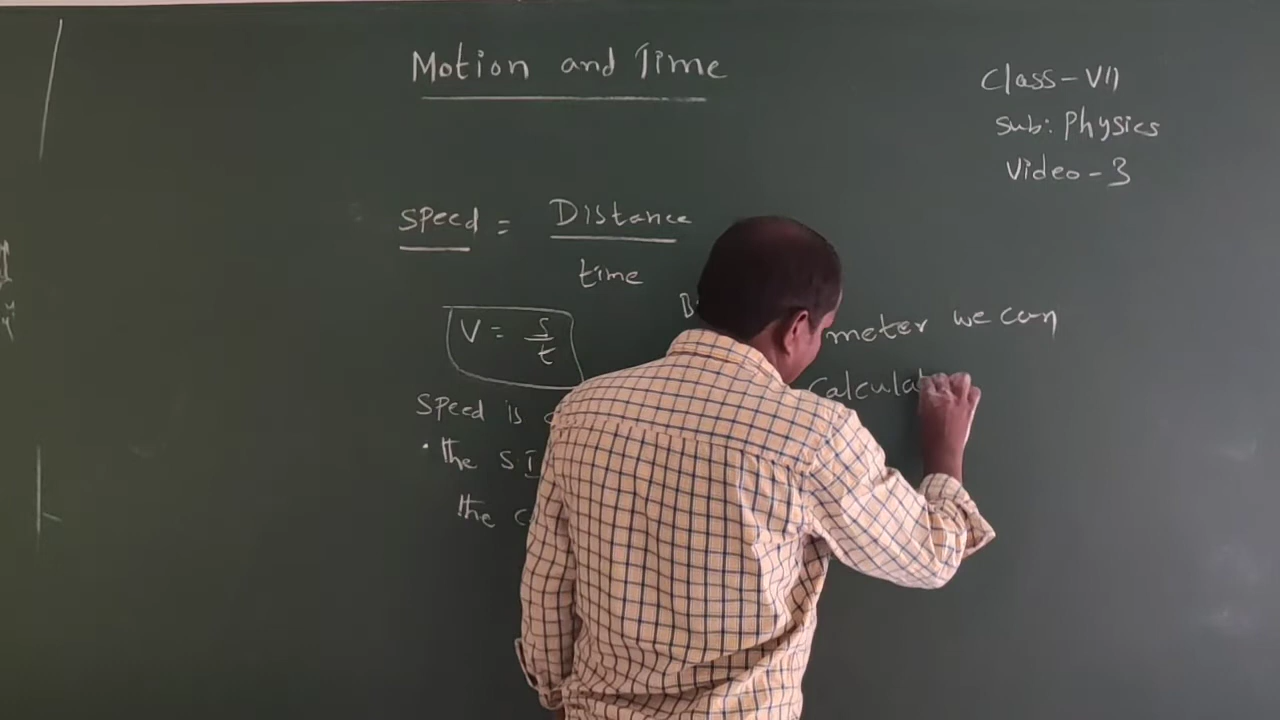 Motion and Time
Class-VII
Sub: Physics
Video-3
Speed = Distance
time
V = s
t
meter we can
Calculat
Speed is
• the SI
the